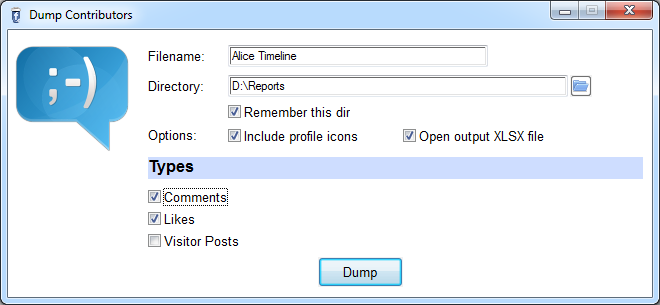 Dump Contributors
;-)
Filename: Alice Timeline
Directory: D:\Reports
Remember this dir
Options: Include profile icons Open output XLSX file
Types
Comments
Likes
Visitor Posts
Dump